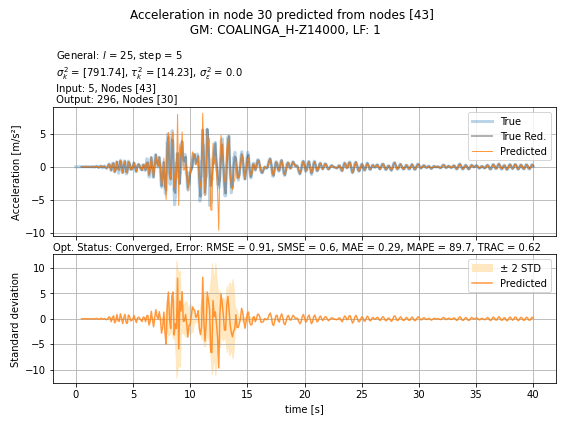 Acceleration in node 30 predicted from nodes [43]
GM: COALINGA_H-Z14000, LF: 1
General: l = 25, step = 5
σ²ₖ = [791.74], τ²ₖ = [14.23], σ²ε = 0.0
Input: 5, Nodes [43]
Output: 296, Nodes [30]
Acceleration [m/s²]
5
0
−5
−10
True
True Red.
Predicted
Opt. Status: Converged, Error: RMSE = 0.91, SMSE = 0.6, MAE = 0.29, MAPE = 89.7, TRAC = 0.62
Standard deviation
10
5
0
−5
−10
± 2 STD
Predicted
0 5 10 15 20 25 30 35 40
time [s]